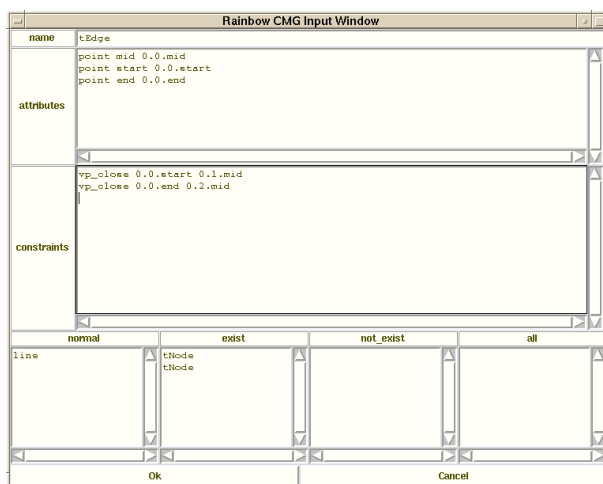 Rainbow CMG Input Window
name
tEdge
attributes
point mid 0.0.mid
point start 0.0.start
point end 0.0.end
constraints
vp_close 0.0.start 0.1.mid
vp_close 0.0.end 0.2.mid
normal exist not_exist all
line
tNode
tNode
Ok Cancel